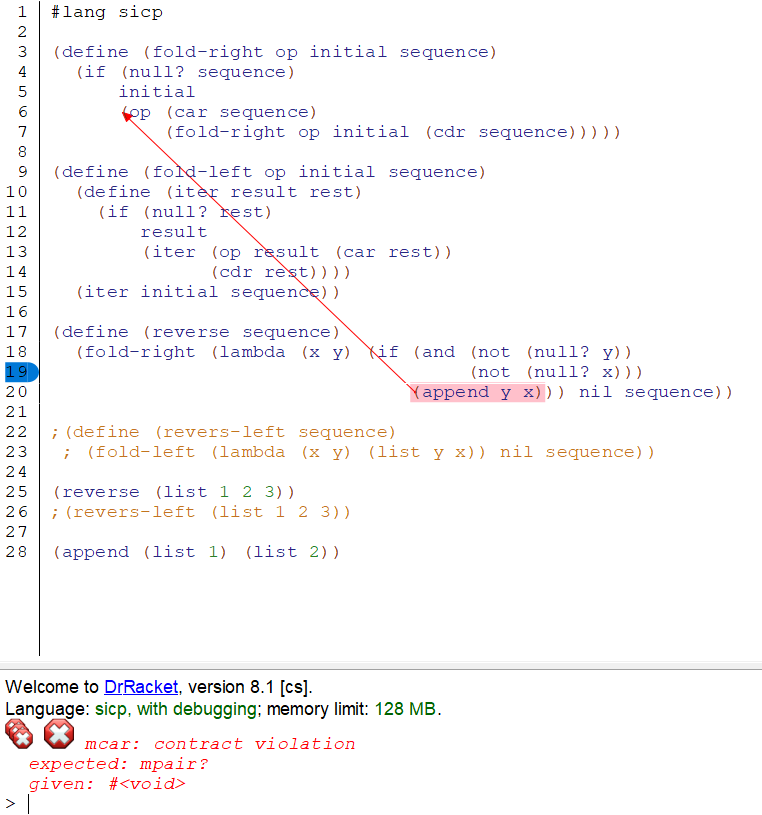 1 #lang sicp
2
3 (define (fold-right op initial sequence)
4   (if (null? sequence)
5       initial
6       (op (car sequence)
7           (fold-right op initial (cdr sequence)))))
8
9 (define (fold-left op initial sequence)
10   (define (iter result rest)
11     (if (null? rest)
12         result
13         (iter (op result (car rest))
14               (cdr rest))))
15   (iter initial sequence))
16
17 (define (reverse sequence)
18   (fold-right (lambda (x y) (if (and (not (null? y))
19                                      (not (null? x)))
20                                 (append y x))) nil sequence))
21
22 ;(define (revers-left sequence)
23  ; (fold-left (lambda (x y) (list y x)) nil sequence))
24
25 (reverse (list 1 2 3))
26 ;(revers-left (list 1 2 3))
27
28 (append (list 1) (list 2))
Welcome to DrRacket, version 8.1 [cs].
Language: sicp, with debugging; memory limit: 128 MB.
mcar: contract violation
expected: mpair?
given: #<void>
>